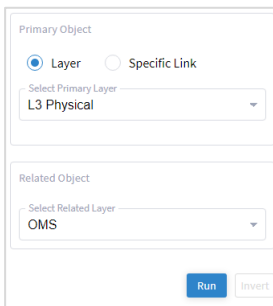 Primary Object
Layer Specific Link
Select Primary Layer
L3 Physical
Related Object
Select Related Layer
OMS
Run Invert